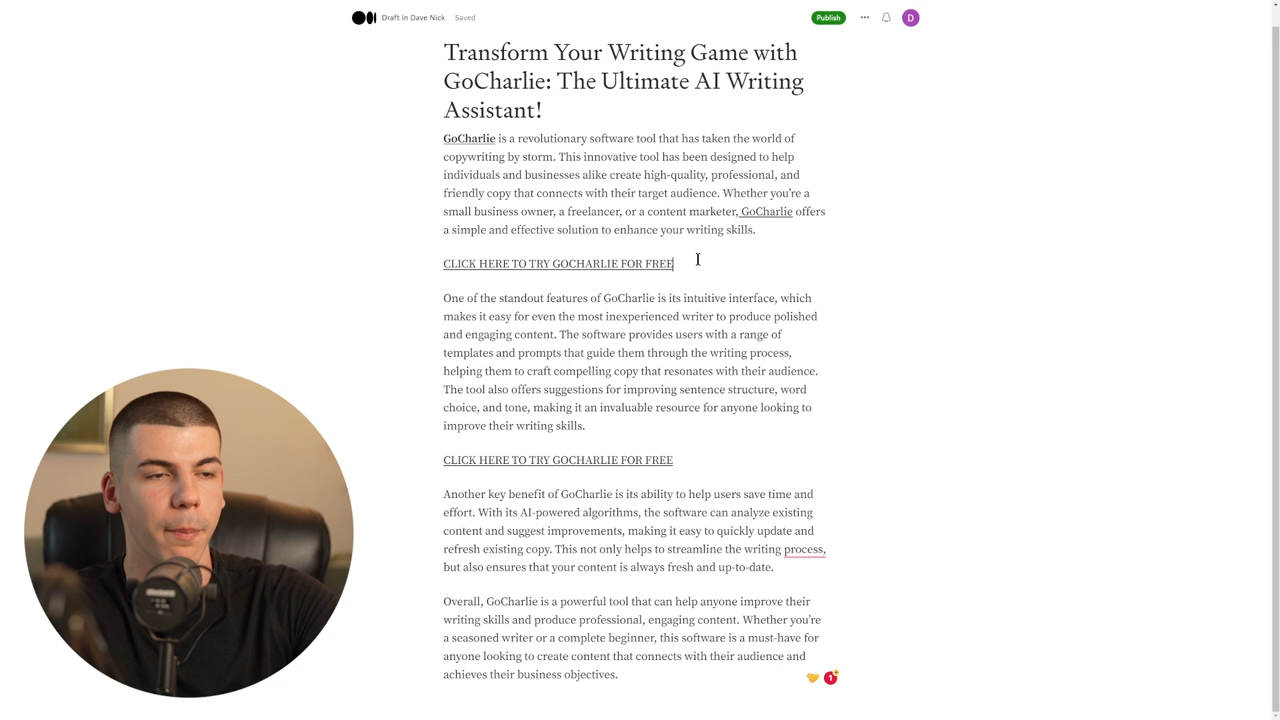 Draft in Dave Nick Saved
Publish
D
Transform Your Writing Game with
GoCharlie: The Ultimate AI Writing
Assistant!
GoCharlie is a revolutionary software tool that has taken the world of
copywriting by storm. This innovative tool has been designed to help
individuals and businesses alike create high-quality, professional, and
friendly copy that connects with their target audience. Whether you're a
small business owner, a freelancer, or a content marketer, GoCharlie offers
a simple and effective solution to enhance your writing skills.
CLICK HERE TO TRY GOCHARLIE FOR FREE
One of the standout features of GoCharlie is its intuitive interface, which
makes it easy for even the most inexperienced writer to produce polished
and engaging content. The software provides users with a range of
templates and prompts that guide them through the writing process,
helping them to craft compelling copy that resonates with their audience.
The tool also offers suggestions for improving sentence structure, word
choice, and tone, making it an invaluable resource for anyone looking to
improve their writing skills.
CLICK HERE TO TRY GOCHARLIE FOR FREE
Another key benefit of GoCharlie is its ability to help users save time and
effort. With its AI-powered algorithms, the software can analyze existing
content and suggest improvements, making it easy to quickly update and
refresh existing copy. This not only helps to streamline the writing process,
but also ensures that your content is always fresh and up-to-date.
Overall, GoCharlie is a powerful tool that can help anyone improve their
writing skills and produce professional, engaging content. Whether you're
a seasoned writer or a complete beginner, this software is a must-have for
anyone looking to create content that connects with their audience and
achieves their business objectives.
1